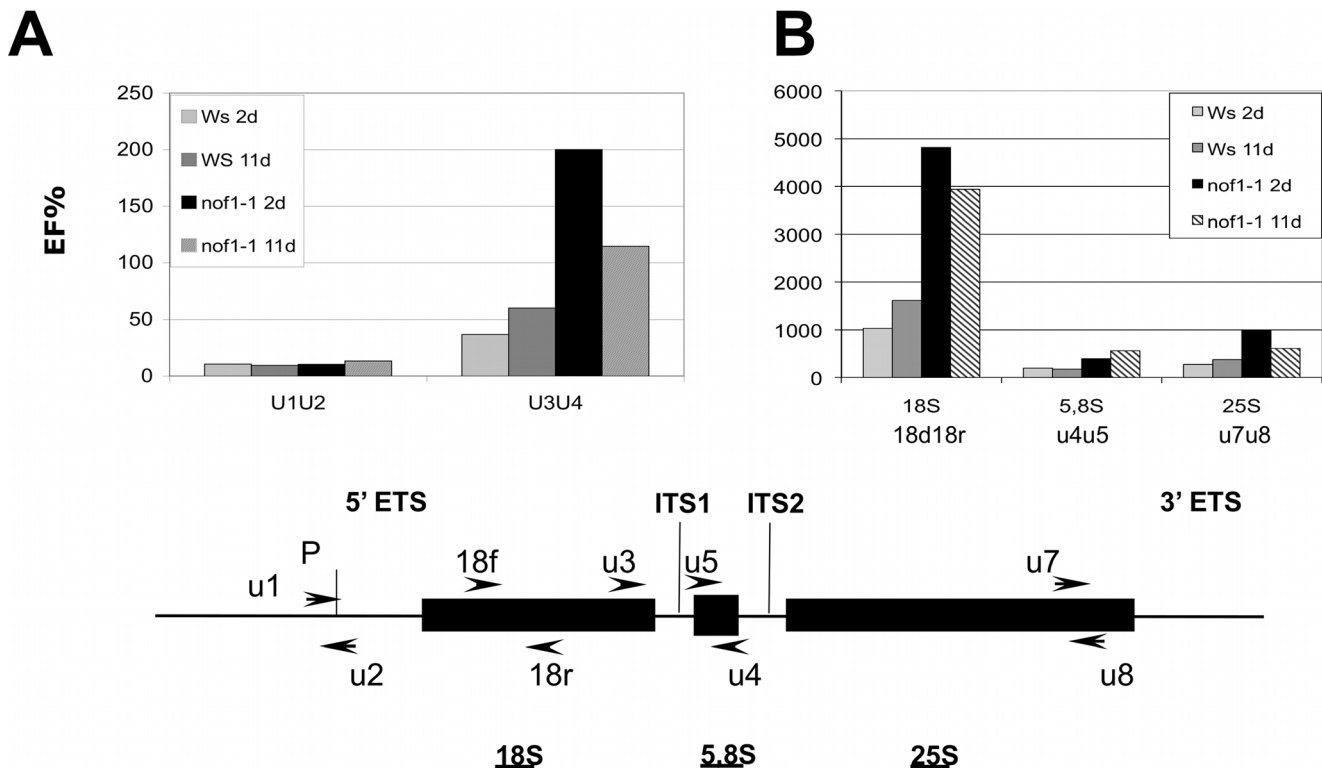 A
B
EF%
250
200
150
100
50
0
Ws 2d
WS 11d
nof1-1 2d
nof1-1 11d
U1U2
U3U4
6000
5000
4000
3000
2000
1000
0
Ws 2d
Ws 11d
nof1-1 2d
nof1-1 11d
18S
5,8S
25S
18d18r
u4u5
u7u8
5' ETS
ITS1
ITS2
3' ETS
P
u1
18f
u3
u5
u7
u2
18r
u4
u8
18S
5.8S
25S